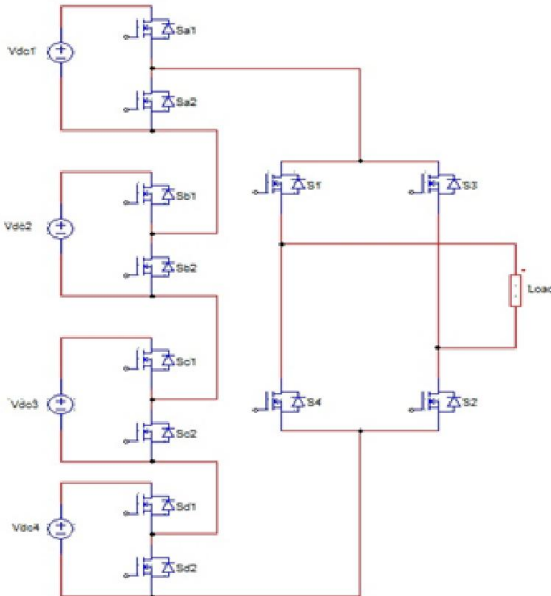 Sa1
Vdc1
Sa2
Sb1
S1
S3
Vdc2
Sb2
Load
Sc1
Vdc3
S4
S2
Sc2
Sd1
Vdc4
Sd2